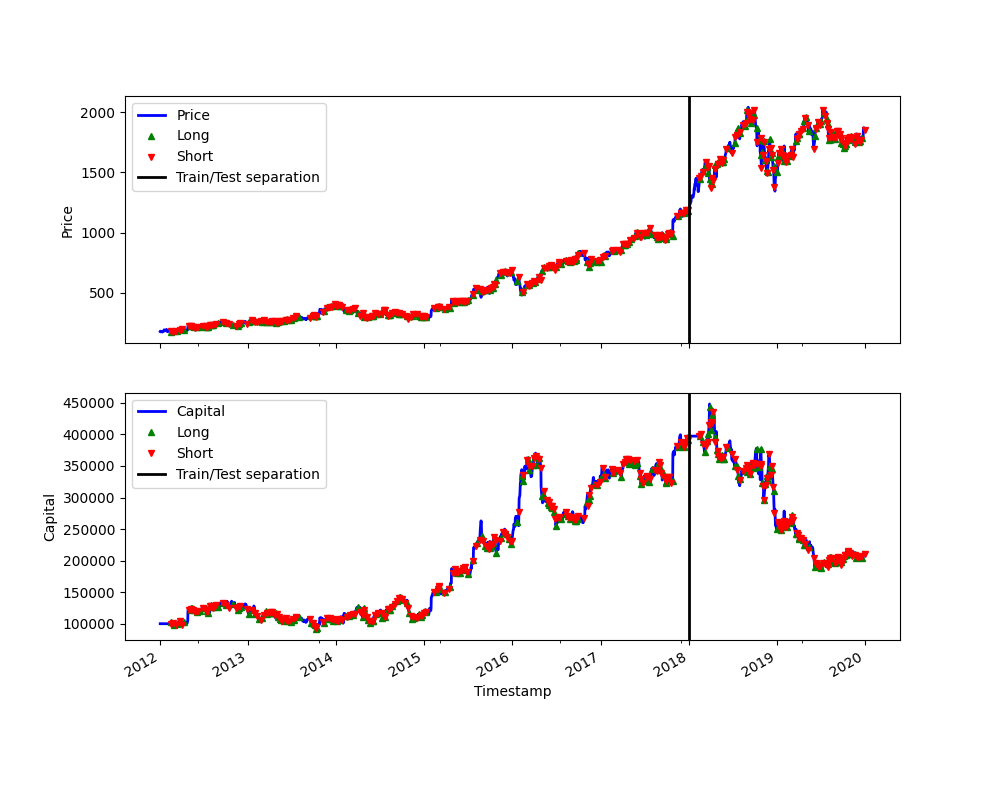 2000
1500
1000
500
Price
Price
Long
Short
Train/Test separation
450000
400000
350000
300000
250000
200000
150000
100000
Capital
Capital
Long
Short
Train/Test separation
2012 2013 2014 2015 2016 2017 2018 2019 2020
Timestamp